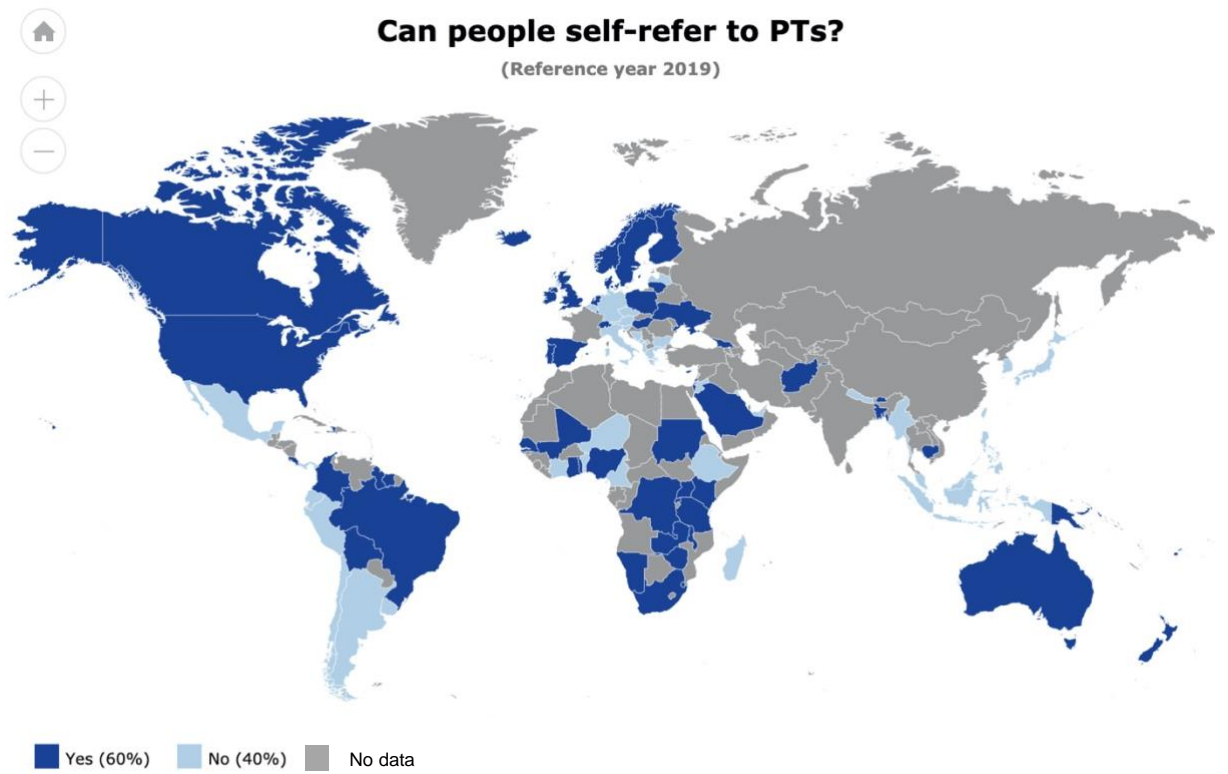 Can people self-refer to PTs?
(Reference year 2019)
Yes (60%) No (40%) No data